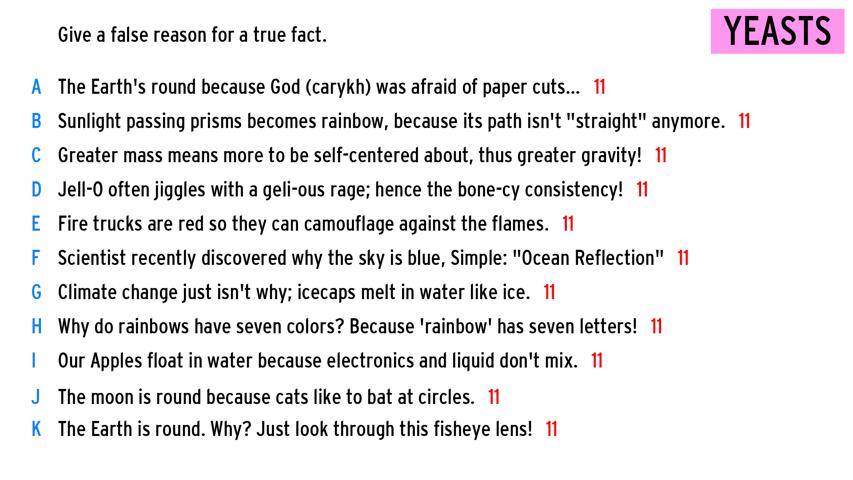 Give a false reason for a true fact.
YEASTS
A The Earth's round because God (carykh) was afraid of paper cuts... 11
B Sunlight passing prisms becomes rainbow, because its path isn't "straight" anymore. 11
C Greater mass means more to be self-centered about, thus greater gravity! 11
D Jell-O often jiggles with a geli-ous rage; hence the bone-cy consistency! 11
E Fire trucks are red so they can camouflage against the flames. 11
F Scientist recently discovered why the sky is blue, Simple: "Ocean Reflection" 11
G Climate change just isn't why; icecaps melt in water like ice. 11
H Why do rainbows have seven colors? Because 'rainbow' has seven letters! 11
I Our Apples float in water because electronics and liquid don't mix. 11
J The moon is round because cats like to bat at circles. 11
K The Earth is round. Why? Just look through this fisheye lens! 11